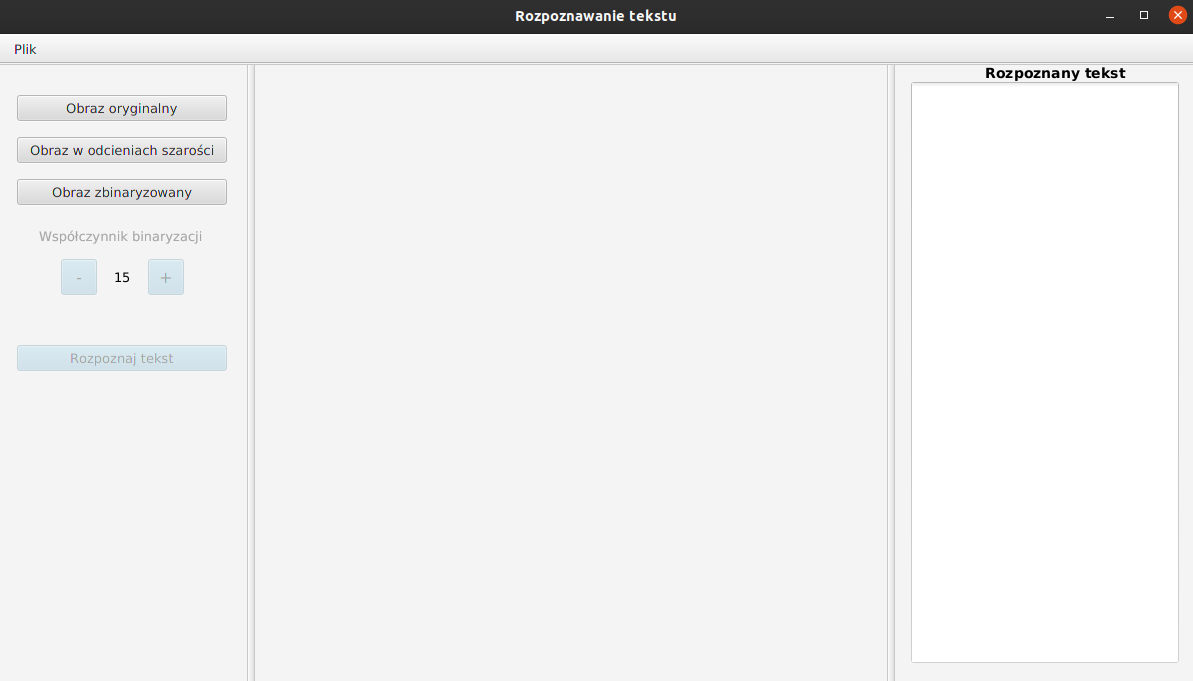 Rozpoznawanie tekstu
Plik
Obraz oryginalny
Obraz w odcieniach szarości
Obraz zbinaryzowany
Współczynnik binaryzacji
- 15 +
Rozpoznaj tekst
Rozpoznany tekst